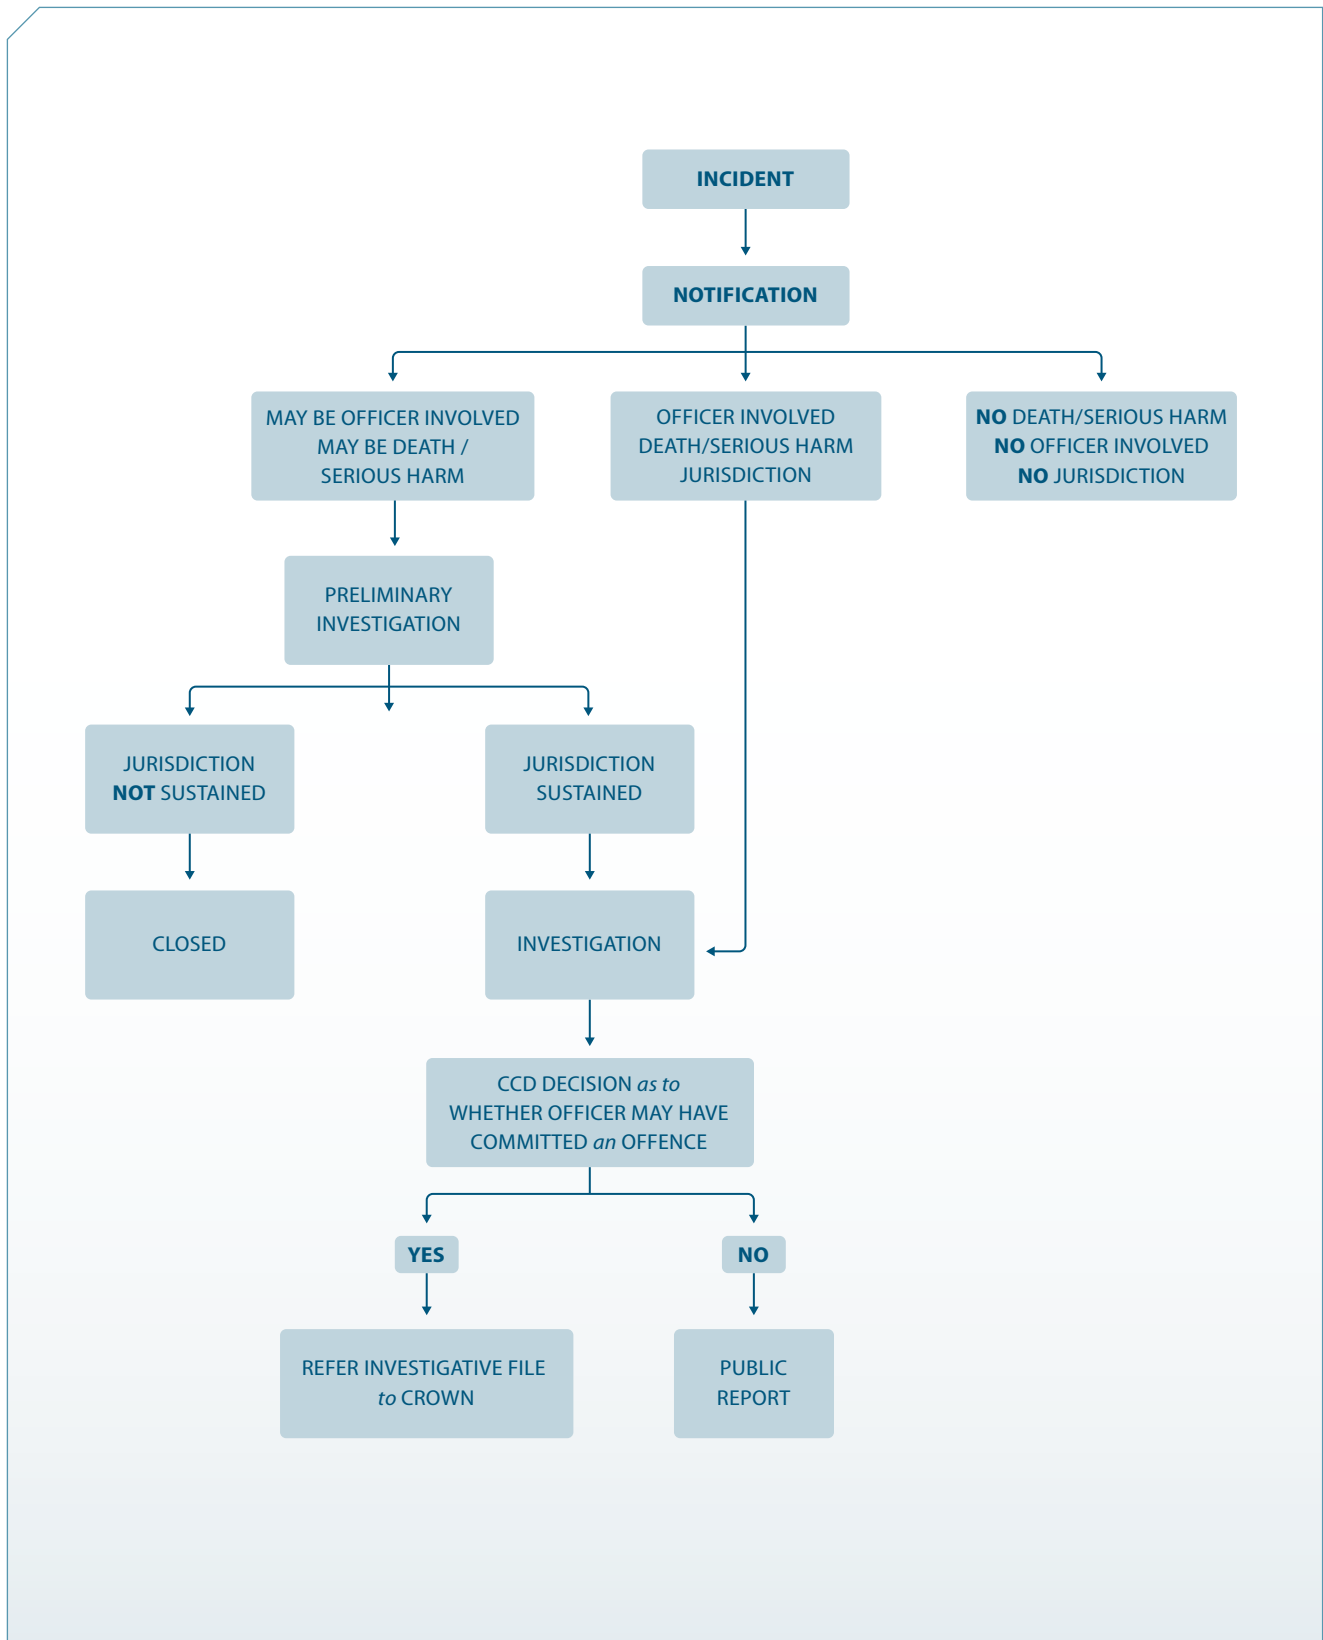 INCIDENT
NOTIFICATION
MAY BE OFFICER INVOLVED
MAY BE DEATH /
SERIOUS HARM
OFFICER INVOLVED
DEATH/SERIOUS HARM
JURISDICTION
NO DEATH/SERIOUS HARM
NO OFFICER INVOLVED
NO JURISDICTION
PRELIMINARY
INVESTIGATION
JURISDICTION
NOT SUSTAINED
JURISDICTION
SUSTAINED
CLOSED
INVESTIGATION
CCD DECISION as to
WHETHER OFFICER MAY HAVE
COMMITTED an OFFENCE
YES
NO
REFER INVESTIGATIVE FILE
to CROWN
PUBLIC
REPORT